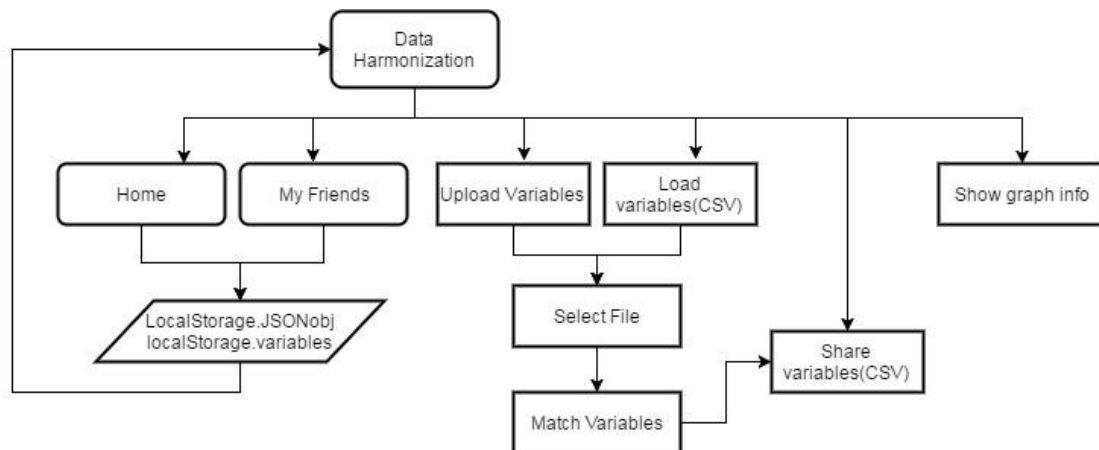 Data
Harmonization
Home
My Friends
Upload Variables
Load
variables(CSV)
Show graph info
LocalStorage.JSONobj
localStorage.variables
Select File
Share
variables(CSV)
Match Variables